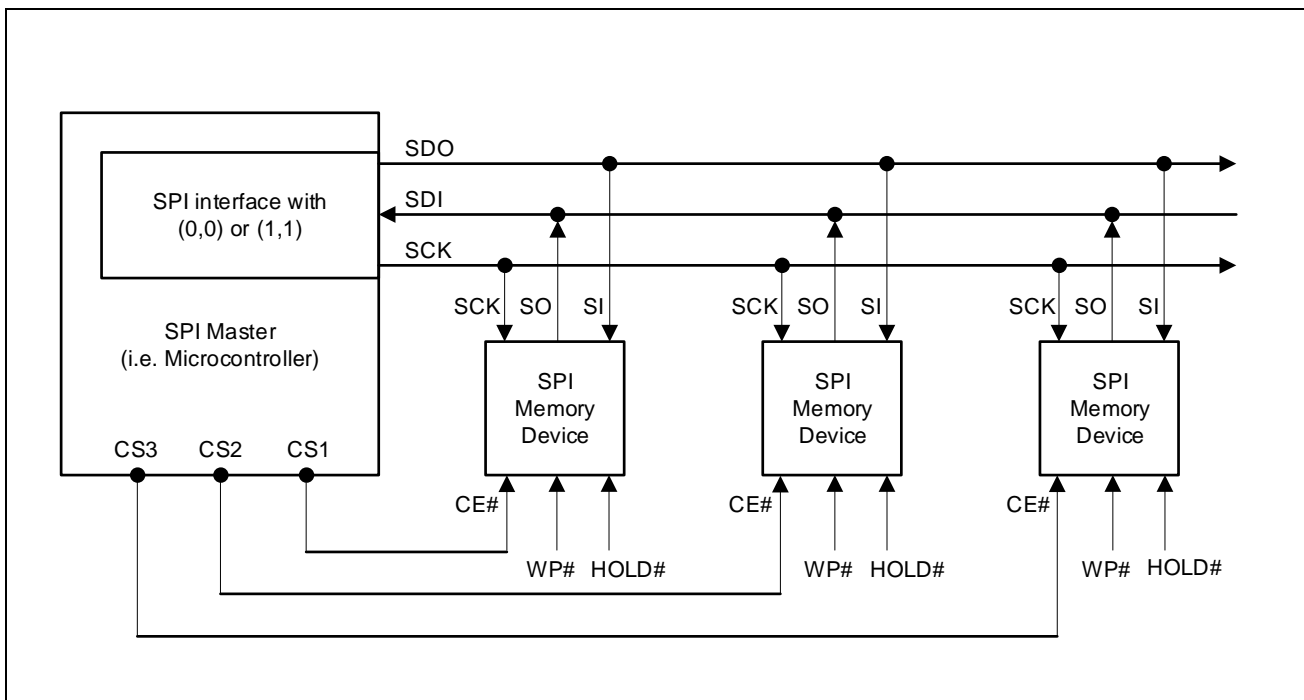 SDO
SPI interface with
(0,0) or (1,1)
SDI
SCK
SPI Master
(i.e. Microcontroller)
SCK SO SI
SCK SO SI
SCK SO SI
SPI
Memory
Device
SPI
Memory
Device
SPI
Memory
Device
CS3 CS2 CS1
CE#
WP# HOLD#
CE#
WP# HOLD#
CE#
WP# HOLD#